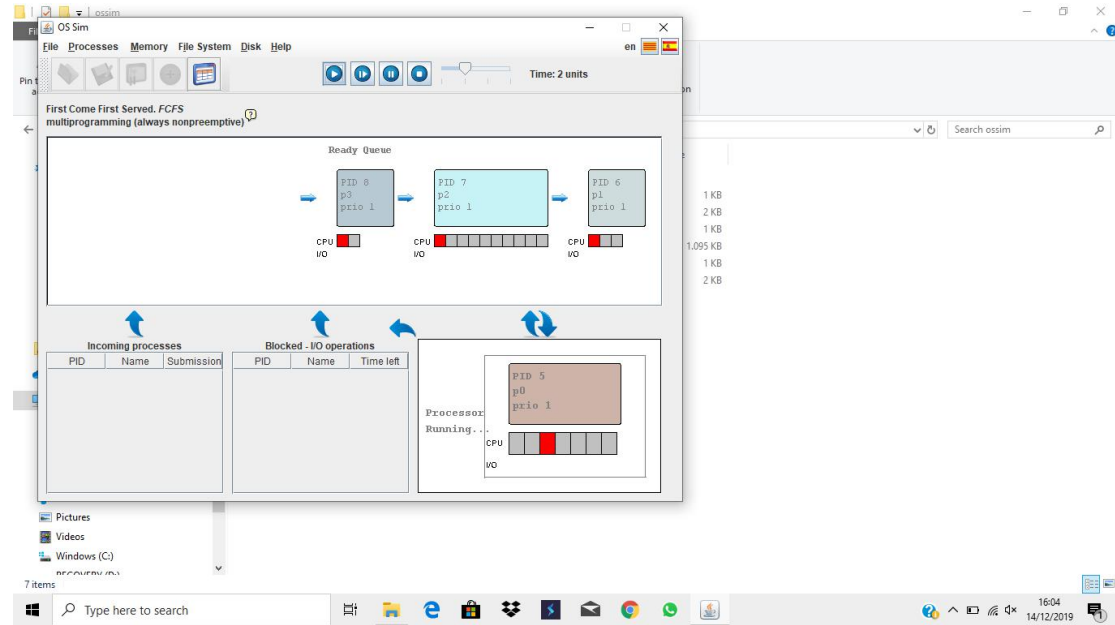 ossim
OS Sim
File Processes Memory File System Disk Help
en
Time: 2 units
First Come First Served. FCFS
multiprogramming (always nonpreemptive)
Ready Queue
PID 8
p3
prio 1
CPU
I/O
PID 7
p2
prio 1
CPU
I/O
PID 6
p1
prio 1
CPU
I/O
Incoming processes
PID Name Submission
Blocked - I/O operations
PID Name Time left
Processor
Running...
PID 5
p0
prio 1
CPU
I/O
Search ossim
1 KB
2 KB
1 KB
1.095 KB
1 KB
2 KB
Pictures
Videos
Windows (C:)
7 items
Type here to search
16:04
14/12/2019